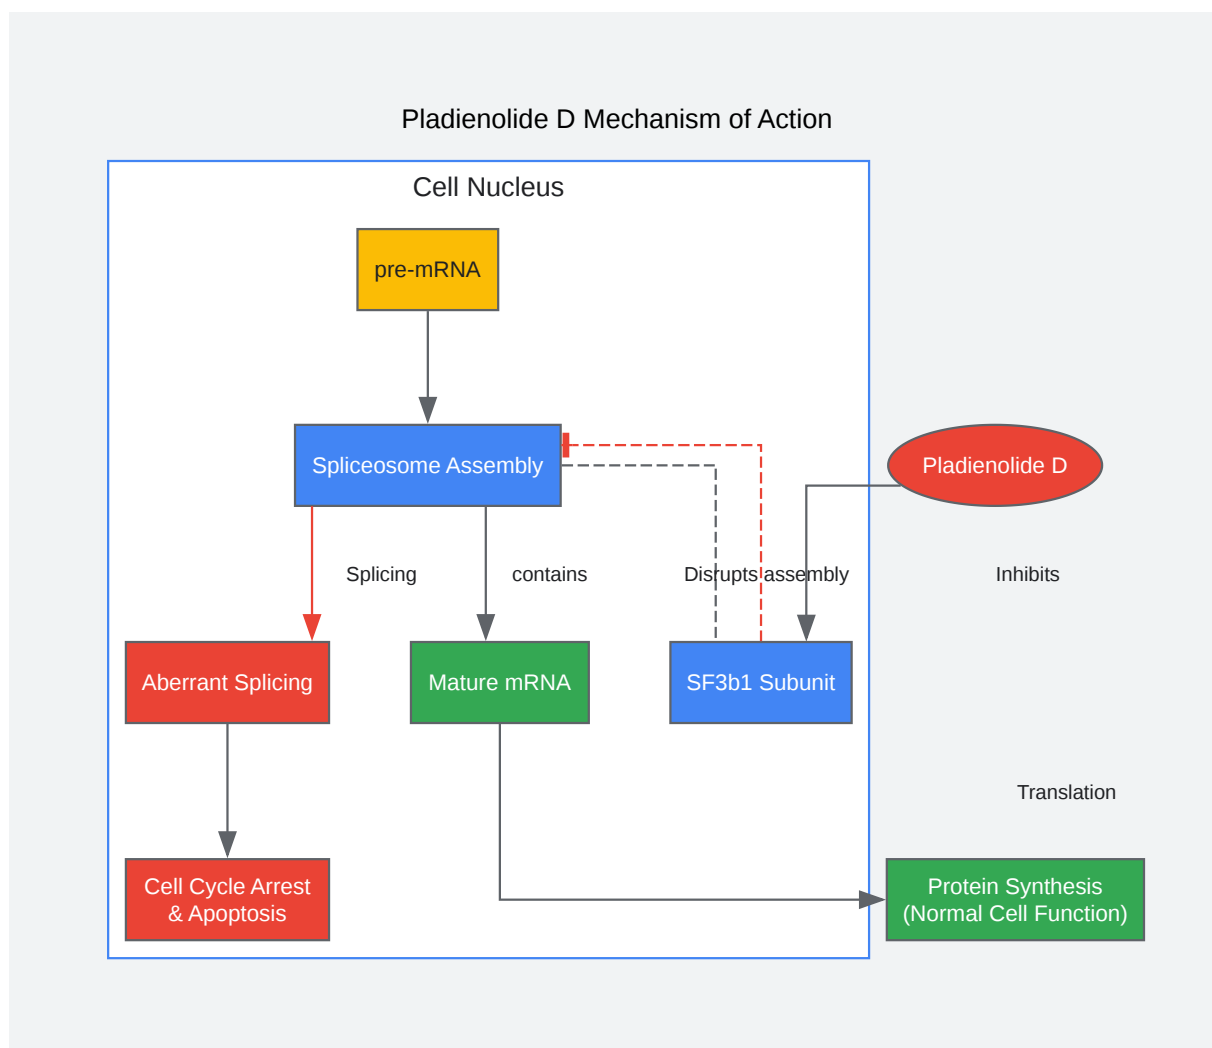 Pladienolide D Mechanism of Action
Cell Nucleus
pre-mRNA
Spliceosome Assembly
Pladienolide D
Splicing
contains
Disrupts assembly
Inhibits
Aberrant Splicing
Mature mRNA
SF3b1 Subunit
Translation
Cell Cycle Arrest
& Apoptosis
Protein Synthesis
(Normal Cell Function)